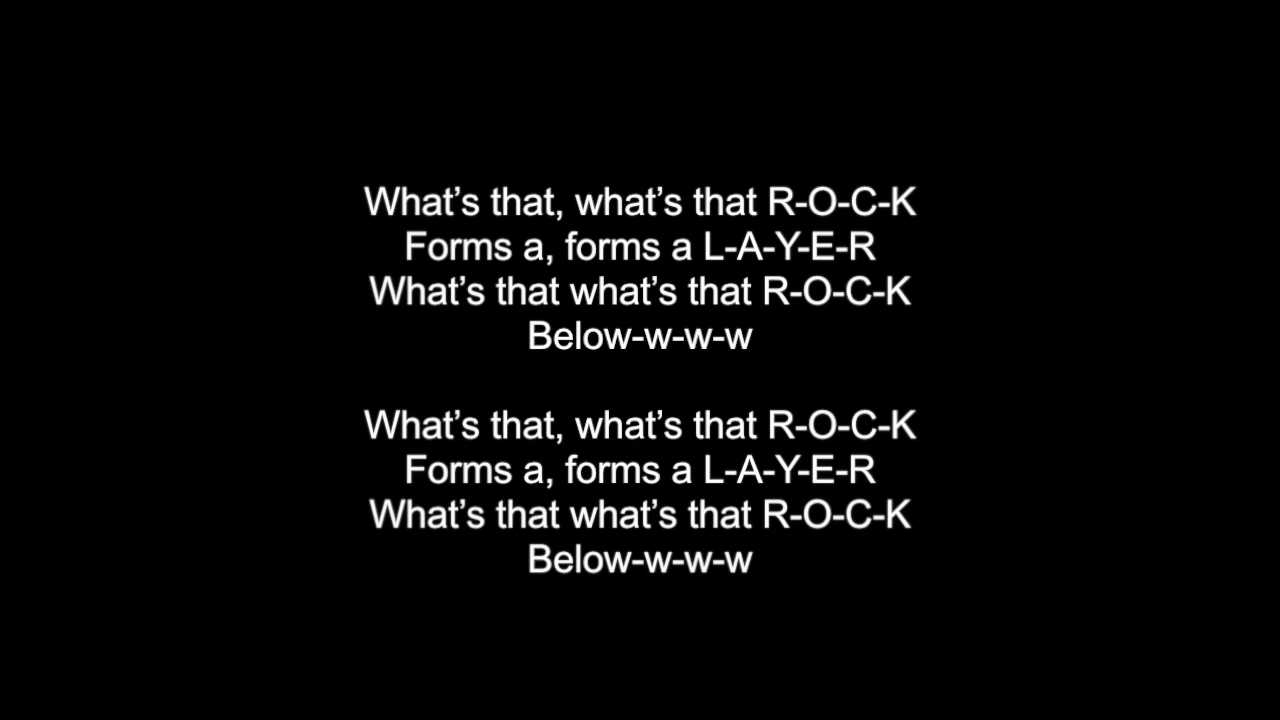 What’s that, what’s that R-O-C-K
Forms a, forms a L-A-Y-E-R
What’s that what’s that R-O-C-K
Below-w-w-w
What’s that, what’s that R-O-C-K
Forms a, forms a L-A-Y-E-R
What’s that what’s that R-O-C-K
Below-w-w-w